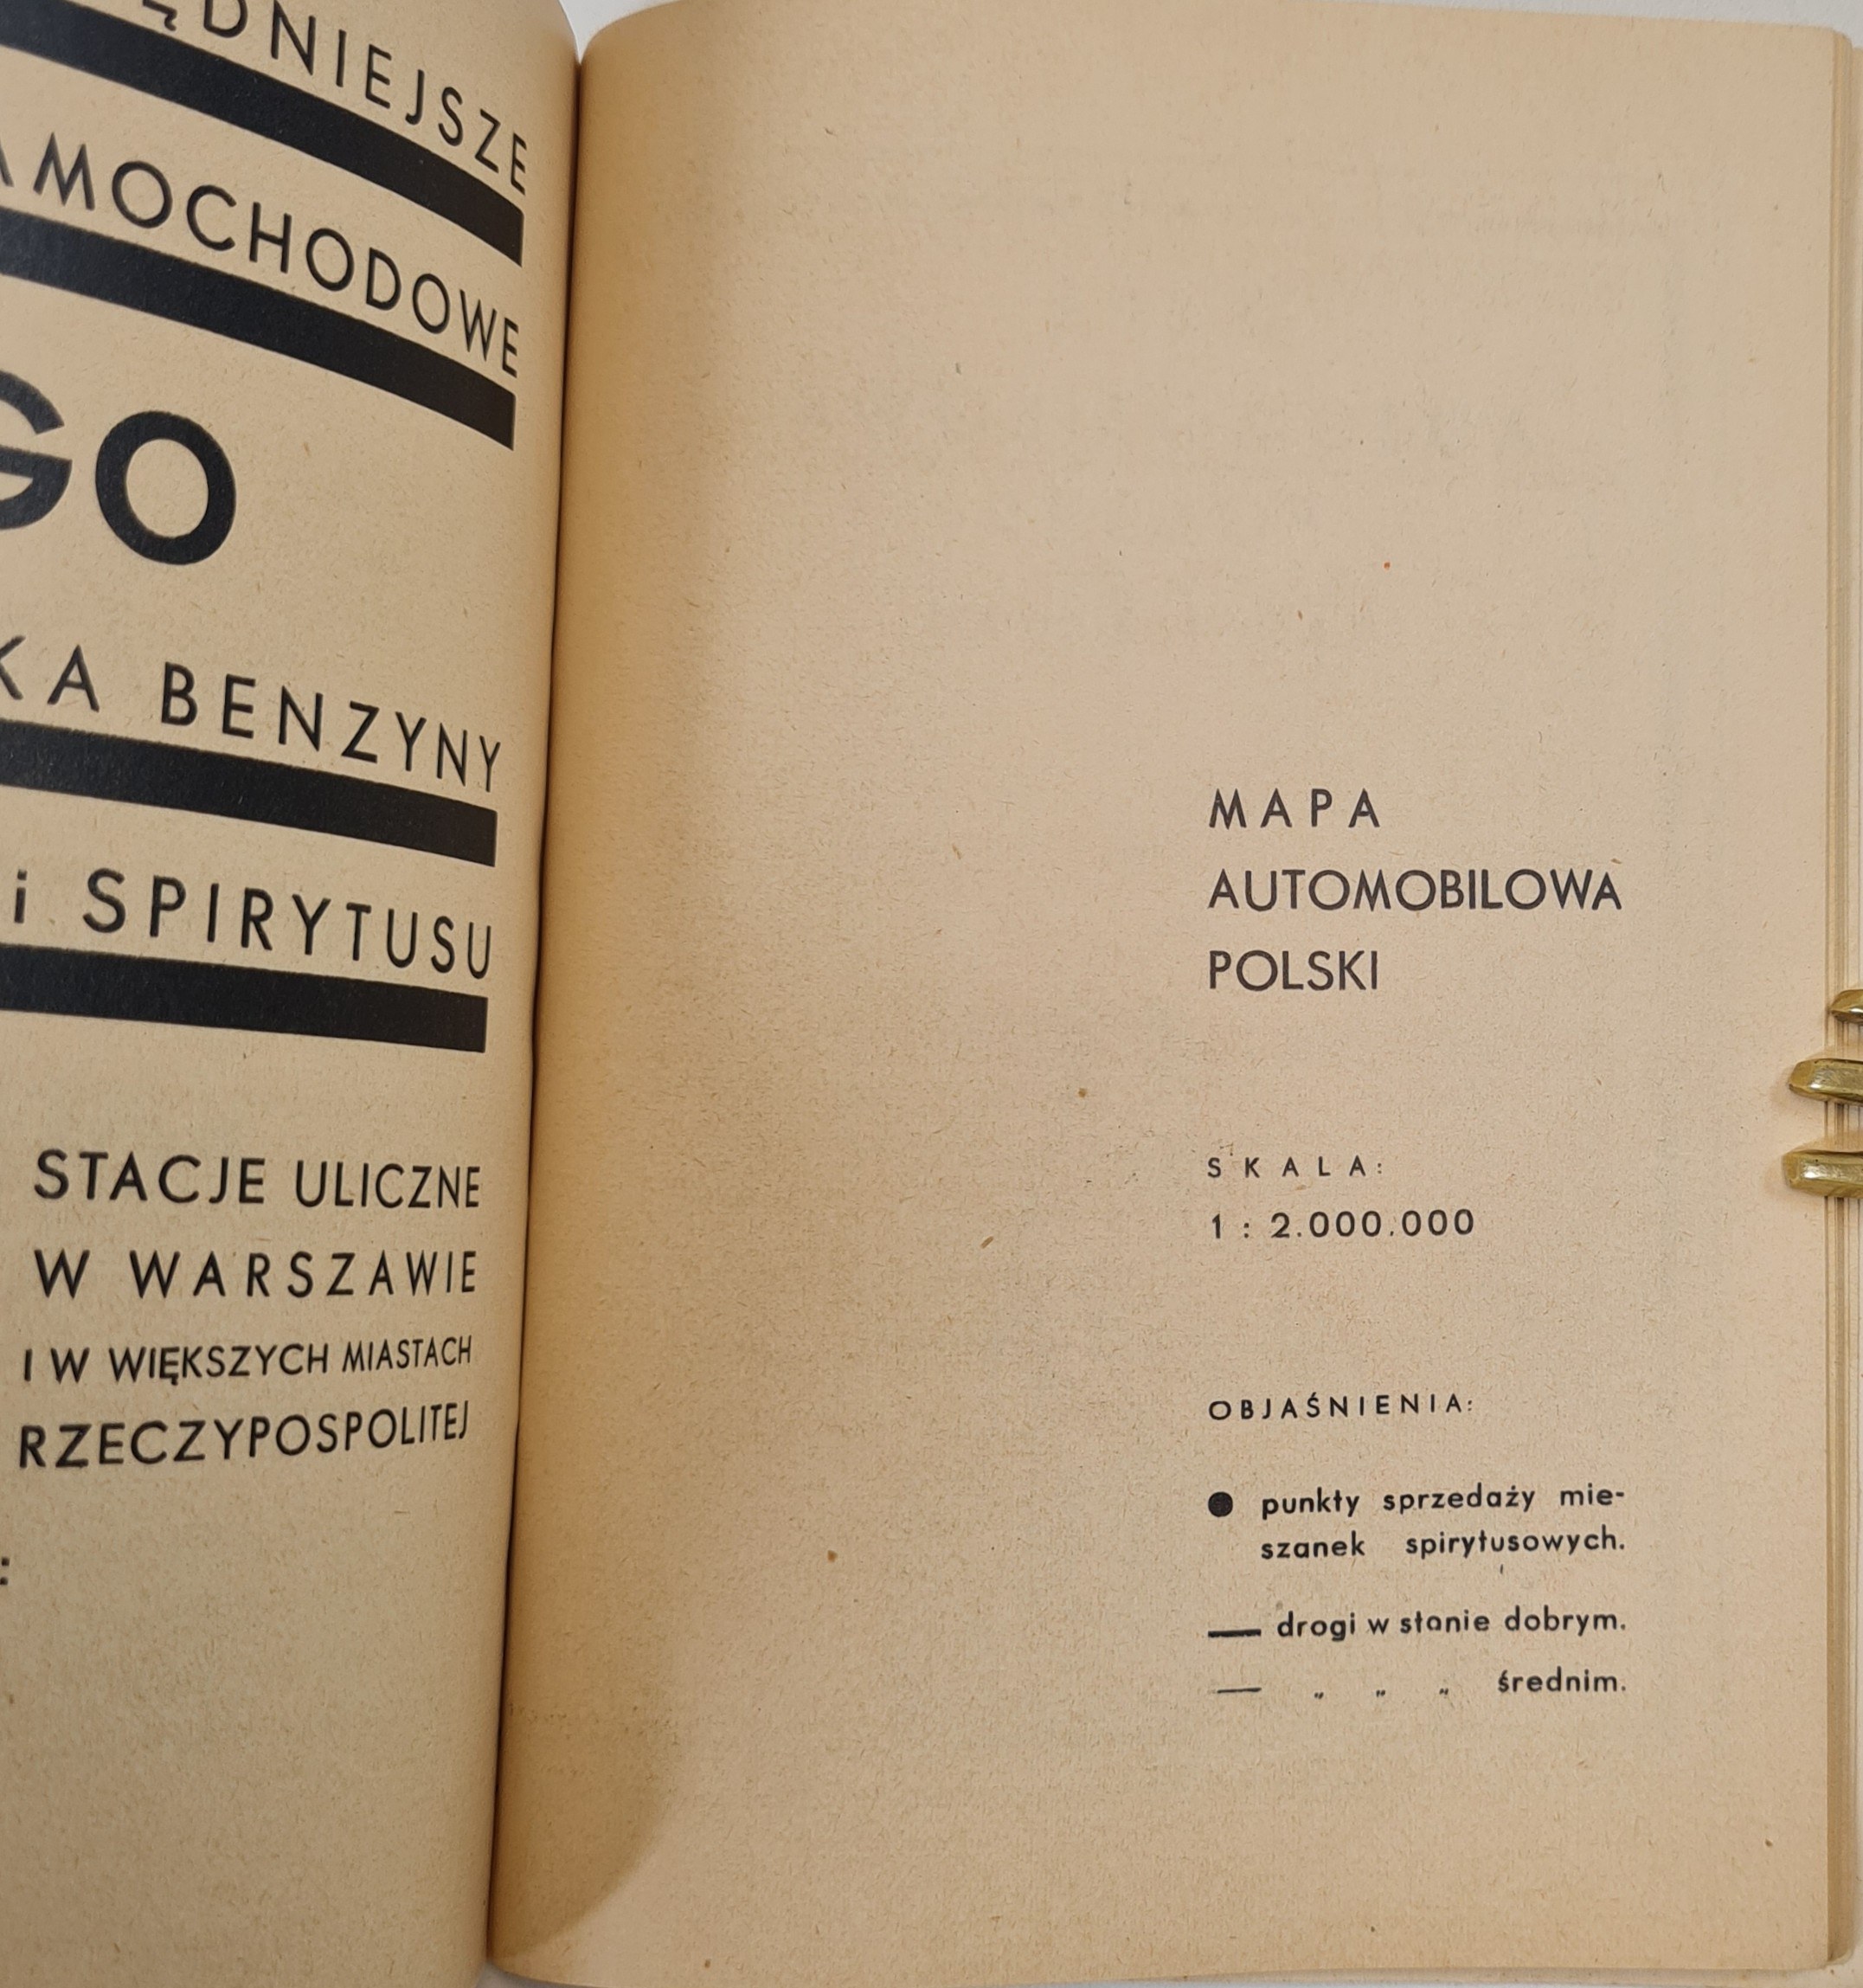 ĘDNIEJSZE
AMOCHODOWE
GO
KA BENZYNY
i SPIRYTUSU
STACJE ULICZNE
W WARSZAWIE
I W WIĘKSZYCH MIASTACH
RZECZYPOSPOLITEJ
:
MAPA
AUTOMOBILOWA
POLSKI
SKALA:
1 : 2.000.000
OBJAŚNIENIA:
punkty sprzedaży mie-
szanek spirytusowych.
drogi w stanie dobrym.
„ „ „ średnim.